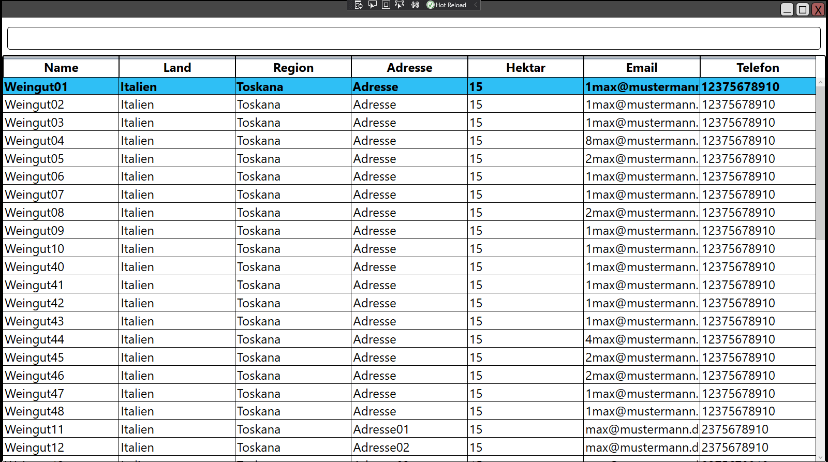 Hot Reload
Name Land Region Adresse Hektar Email Telefon
Weingut01 Italien Toskana Adresse 15 1max@mustermann 12375678910
Weingut02 Italien Toskana Adresse 15 1max@mustermann. 12375678910
Weingut03 Italien Toskana Adresse 15 1max@mustermann. 12375678910
Weingut04 Italien Toskana Adresse 15 8max@mustermann. 12375678910
Weingut05 Italien Toskana Adresse 15 2max@mustermann. 12375678910
Weingut06 Italien Toskana Adresse 15 1max@mustermann. 12375678910
Weingut07 Italien Toskana Adresse 15 1max@mustermann. 12375678910
Weingut08 Italien Toskana Adresse 15 2max@mustermann. 12375678910
Weingut09 Italien Toskana Adresse 15 1max@mustermann. 12375678910
Weingut10 Italien Toskana Adresse 15 1max@mustermann. 12375678910
Weingut40 Italien Toskana Adresse 15 1max@mustermann. 12375678910
Weingut41 Italien Toskana Adresse 15 1max@mustermann. 12375678910
Weingut42 Italien Toskana Adresse 15 1max@mustermann. 12375678910
Weingut43 Italien Toskana Adresse 15 1max@mustermann. 12375678910
Weingut44 Italien Toskana Adresse 15 4max@mustermann. 12375678910
Weingut45 Italien Toskana Adresse 15 2max@mustermann. 12375678910
Weingut46 Italien Toskana Adresse 15 2max@mustermann. 12375678910
Weingut47 Italien Toskana Adresse 15 1max@mustermann. 12375678910
Weingut48 Italien Toskana Adresse 15 1max@mustermann. 12375678910
Weingut11 Italien Toskana Adresse01 15 max@mustermann.d 2375678910
Weingut12 Italien Toskana Adresse02 15 max@mustermann.d 2375678910